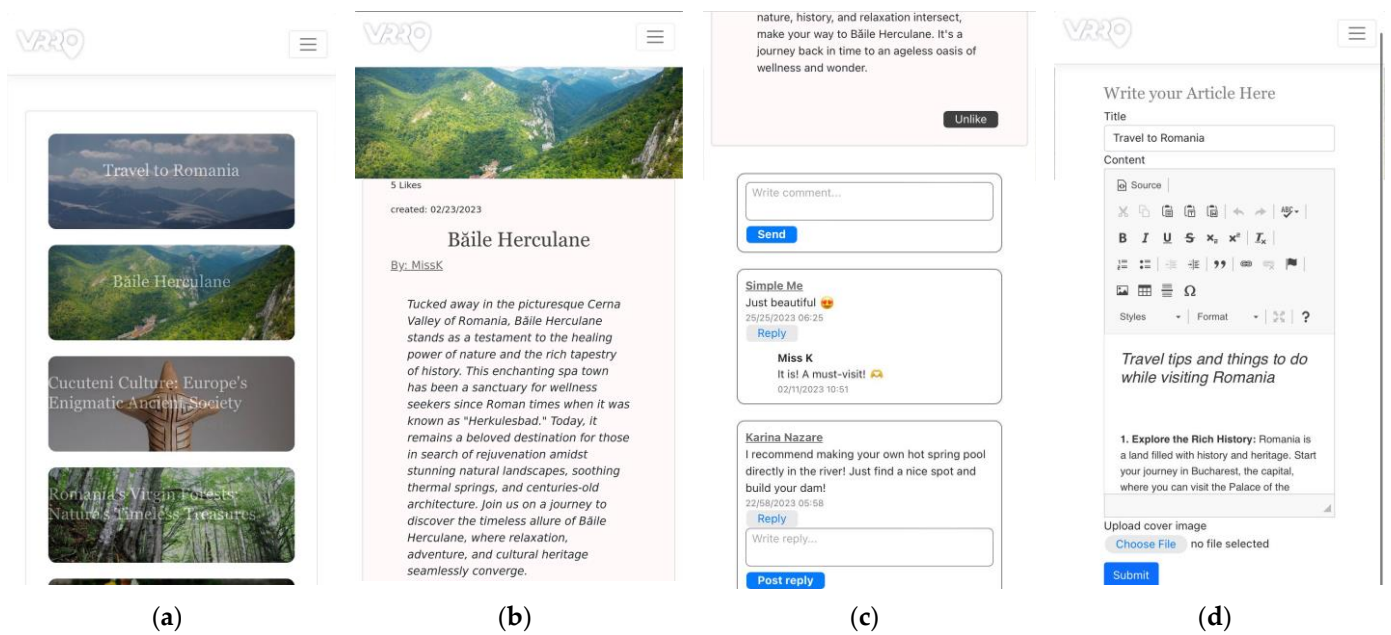 VRRO
Travel to Romania
Băile Herculane
Cucuteni Culture: Europe's
Enigmatic Ancient Society
Romania's Virgin Forests:
Nature's Timeless Treasures
(a)
VRRO
5 Likes
created: 02/23/2023
Băile Herculane
By: MissK
Tucked away in the picturesque Cerna
Valley of Romania, Băile Herculane
stands as a testament to the healing
power of nature and the rich tapestry
of history. This enchanting spa town
has been a sanctuary for wellness
seekers since Roman times when it was
known as "Herkulesbad." Today, it
remains a beloved destination for those
in search of rejuvenation amidst
stunning natural landscapes, soothing
thermal springs, and centuries-old
architecture. Join us on a journey to
discover the timeless allure of Băile
Herculane, where relaxation,
adventure, and cultural heritage
seamlessly converge.
(b)
nature, history, and relaxation intersect,
make your way to Băile Herculane. It's a
journey back in time to an ageless oasis of
wellness and wonder.
Unlike
Write comment...
Send
Simple Me
Just beautiful 😍
25/25/2023 06:25
Reply
Miss K
It is! A must-visit! 🫶
02/11/2023 10:51
Karina Nazare
I recommend making your own hot spring pool
directly in the river! Just find a nice spot and
build your dam!
22/58/2023 05:58
Reply
Write reply...
Post reply
(c)
VRRO
Write your Article Here
Title
Travel to Romania
Content
Source
ABC
B I U S x₂ x² Iₓ
Ω
Styles Format ?
Travel tips and things to do
while visiting Romania
1. Explore the Rich History: Romania is
a land filled with history and heritage. Start
your journey in Bucharest, the capital,
where you can visit the Palace of the
Upload cover image
Choose File no file selected
Submit
(d)